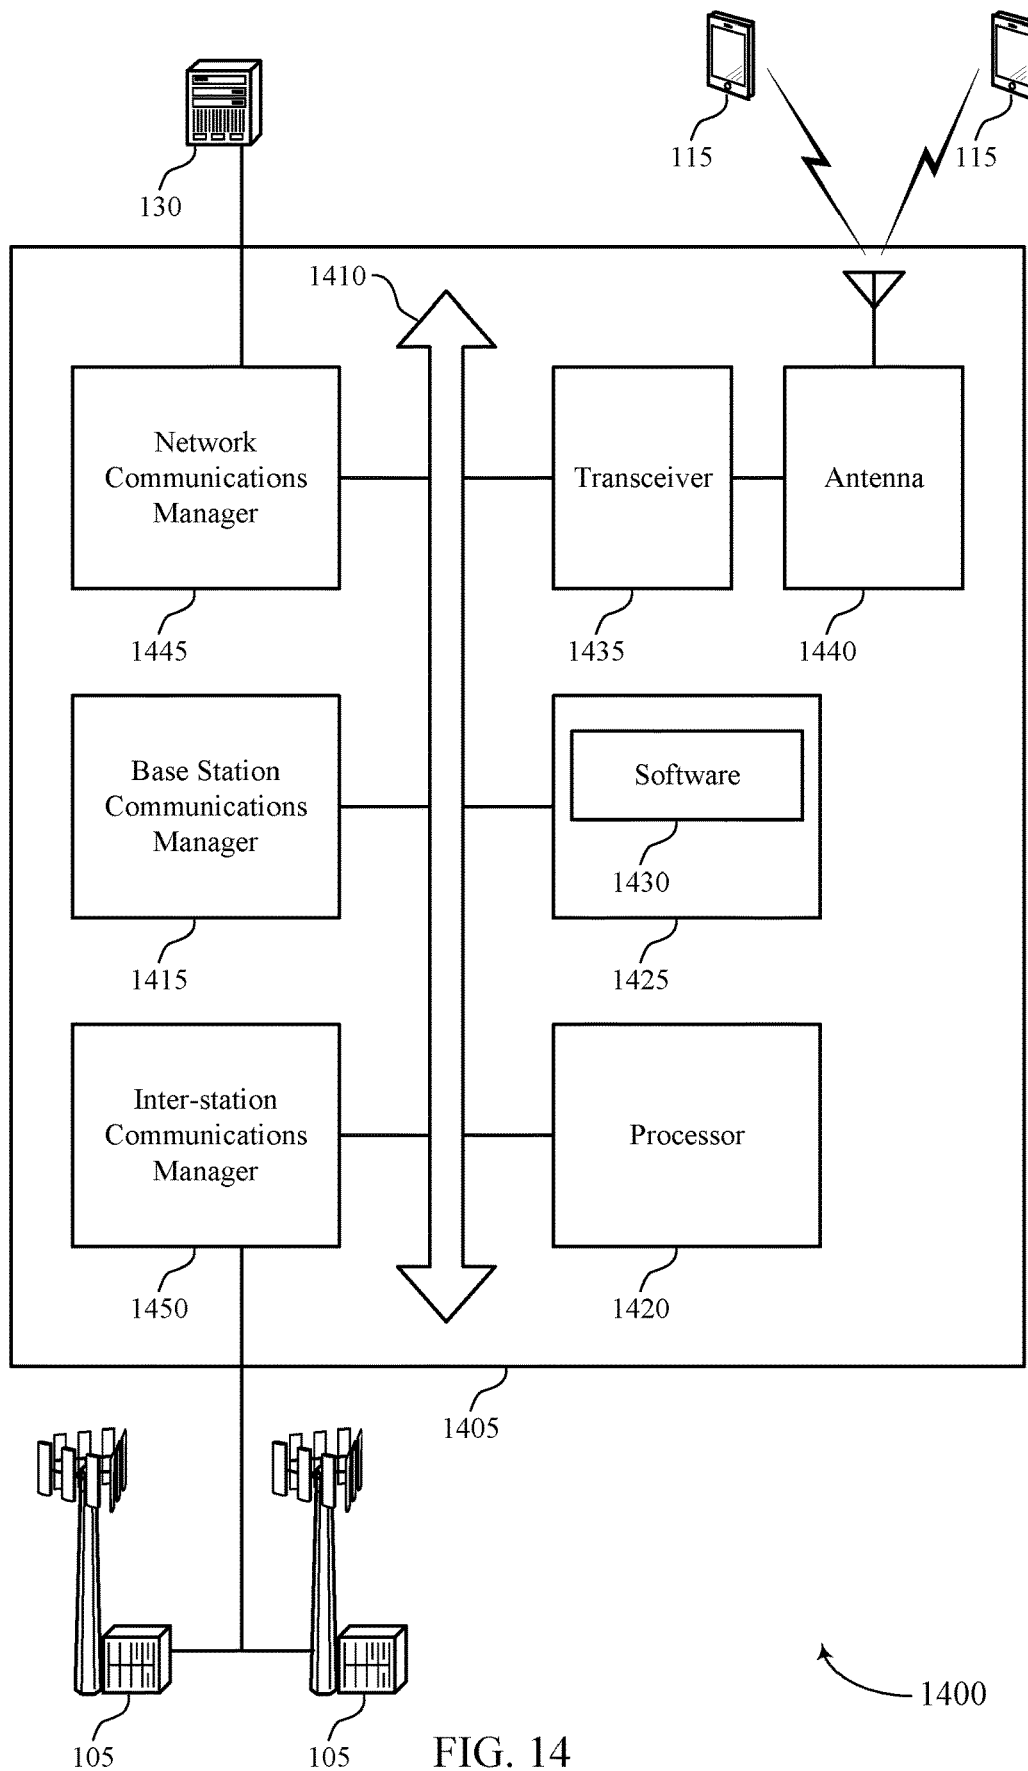 115
115
130
1410
Network
Communications
Manager
Transceiver
Antenna
1445
1435
1440
Base Station
Communications
Manager
Software
1430
1415
1425
Inter-station
Communications
Manager
Processor
1450
1420
1405
1400
105
105
FIG. 14